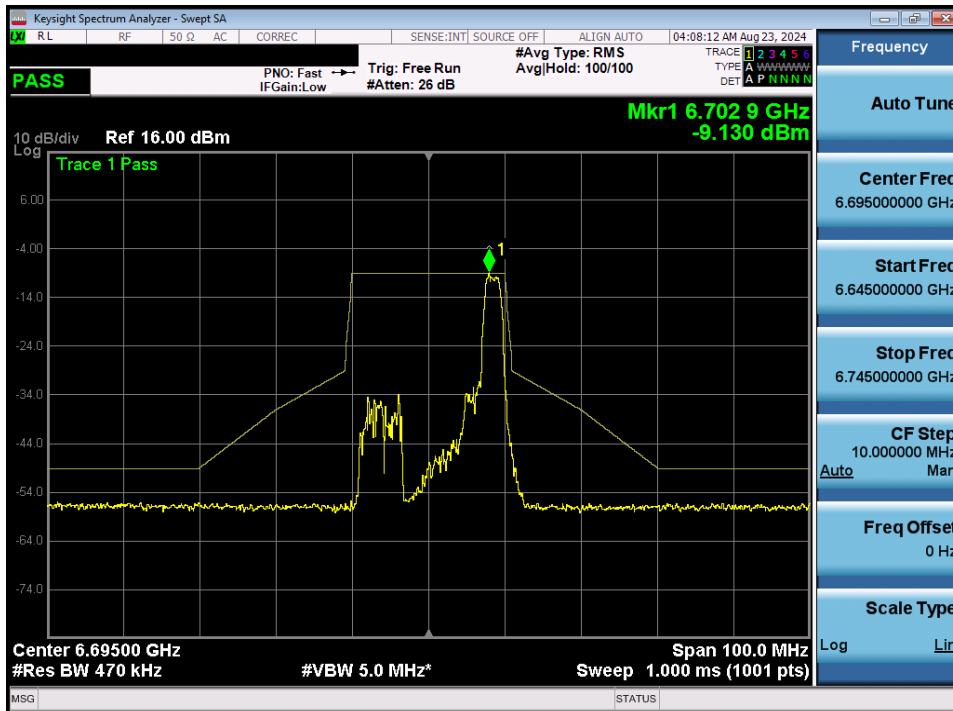 Keysight Spectrum Analyzer - Swept SA
LXI RL RF 50 Ω AC CORREC SENSE:INT SOURCE OFF ALIGN AUTO 04:08:12 AM Aug 23, 2024
PASS
PNO: Fast
IFGain:Low
Trig: Free Run
#Atten: 26 dB
#Avg Type: RMS
Avg|Hold: 100/100
TRACE 1 2 3 4 5 6
TYPE A WWWWW
DET A P N N N N
Mkr1 6.702 9 GHz
-9.130 dBm
10 dB/div Ref 16.00 dBm
Log
Trace 1 Pass
1
6.00
-4.00
-14.0
-24.0
-34.0
-44.0
-54.0
-64.0
-74.0
Center 6.69500 GHz Span 100.0 MHz
#Res BW 470 kHz #VBW 5.0 MHz* Sweep 1.000 ms (1001 pts)
MSG STATUS
Frequency
Auto Tune
Center Freq
6.695000000 GHz
Start Freq
6.645000000 GHz
Stop Freq
6.745000000 GHz
CF Step
10.000000 MHz
Auto Man
Freq Offset
0 Hz
Scale Type
Log Lin